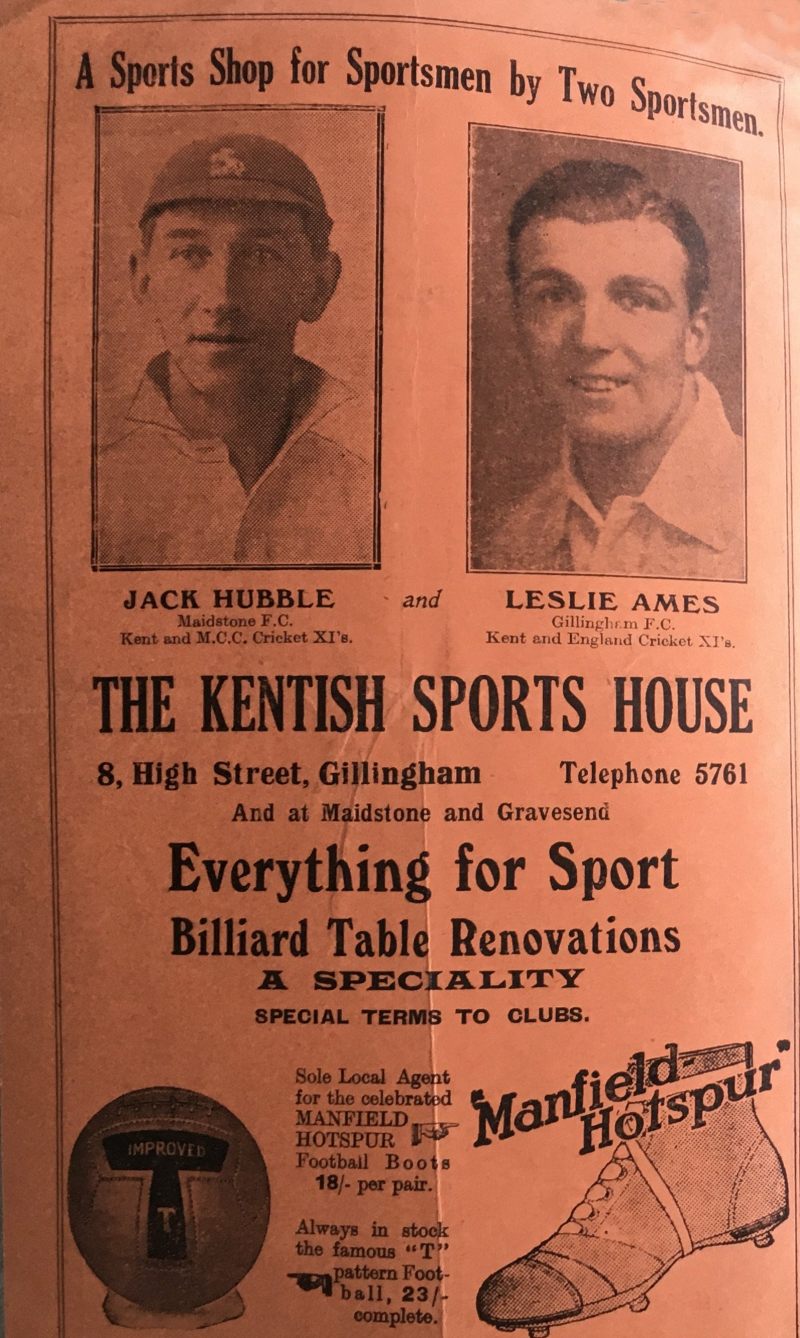 A Sports Shop for Sportsmen by Two Sportsmen.
JACK HUBBLE and LESLIE AMES
Maidstone F.C.
Kent and M.C.C. Cricket XI's.
Gillingham F.C.
Kent and England Cricket XI's.
THE KENTISH SPORTS HOUSE
8, High Street, Gillingham Telephone 5761
And at Maidstone and Gravesend
Everything for Sport
Billiard Table Renovations
A SPECIALITY
SPECIAL TERMS TO CLUBS.
Sole Local Agent
for the celebrated
MANFIELD
HOTSPUR
Football Boots
18/- per pair.
Always in stock
the famous "T"
pattern Foot-
ball, 23/-
complete.
IMPROVED
T
"Manfield-
Hotspur"